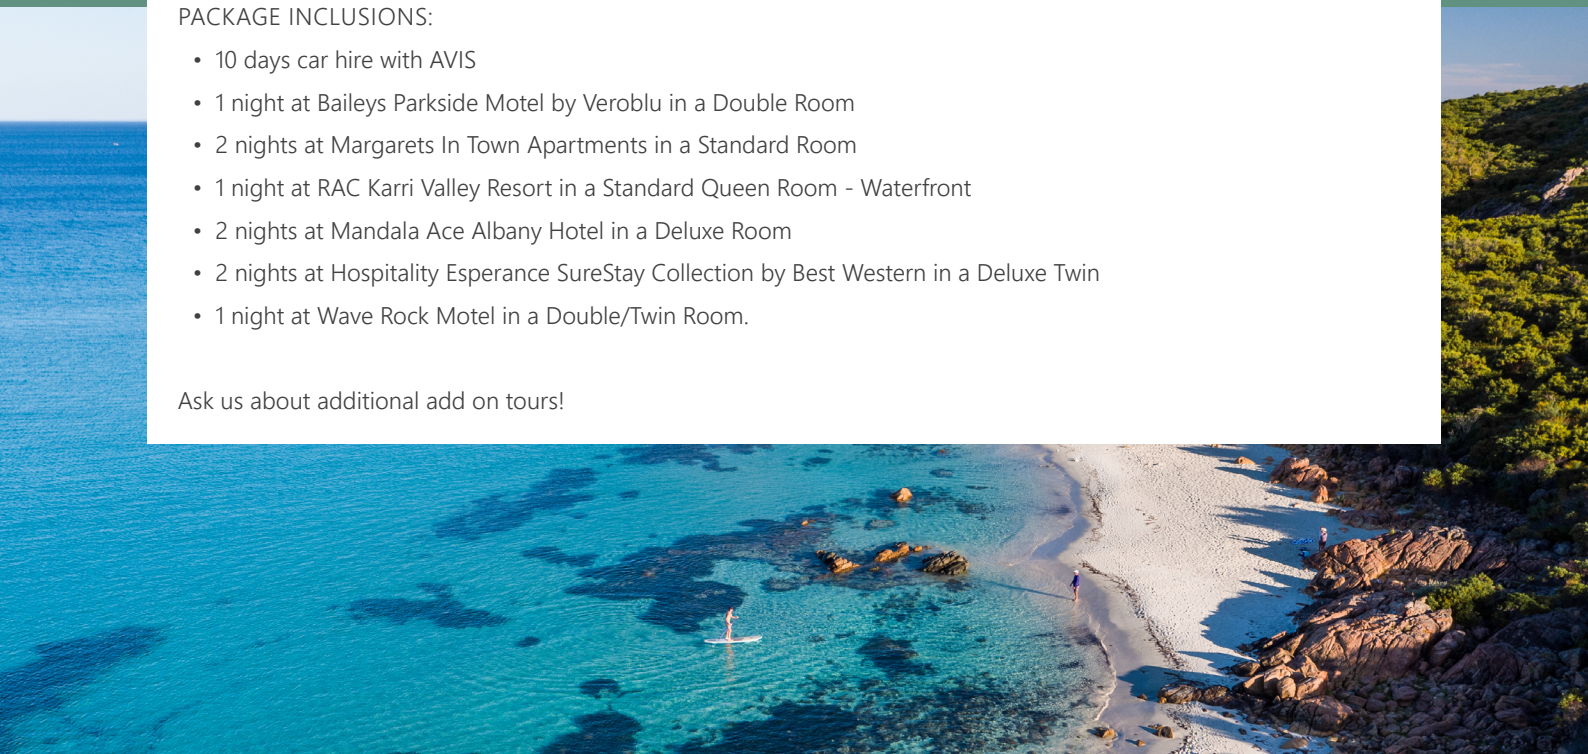 PACKAGE INCLUSIONS:
• 10 days car hire with AVIS
• 1 night at Baileys Parkside Motel by Veroblu in a Double Room
• 2 nights at Margarets In Town Apartments in a Standard Room
• 1 night at RAC Karri Valley Resort in a Standard Queen Room - Waterfront
• 2 nights at Mandala Ace Albany Hotel in a Deluxe Room
• 2 nights at Hospitality Esperance SureStay Collection by Best Western in a Deluxe Twin
• 1 night at Wave Rock Motel in a Double/Twin Room.
Ask us about additional add on tours!